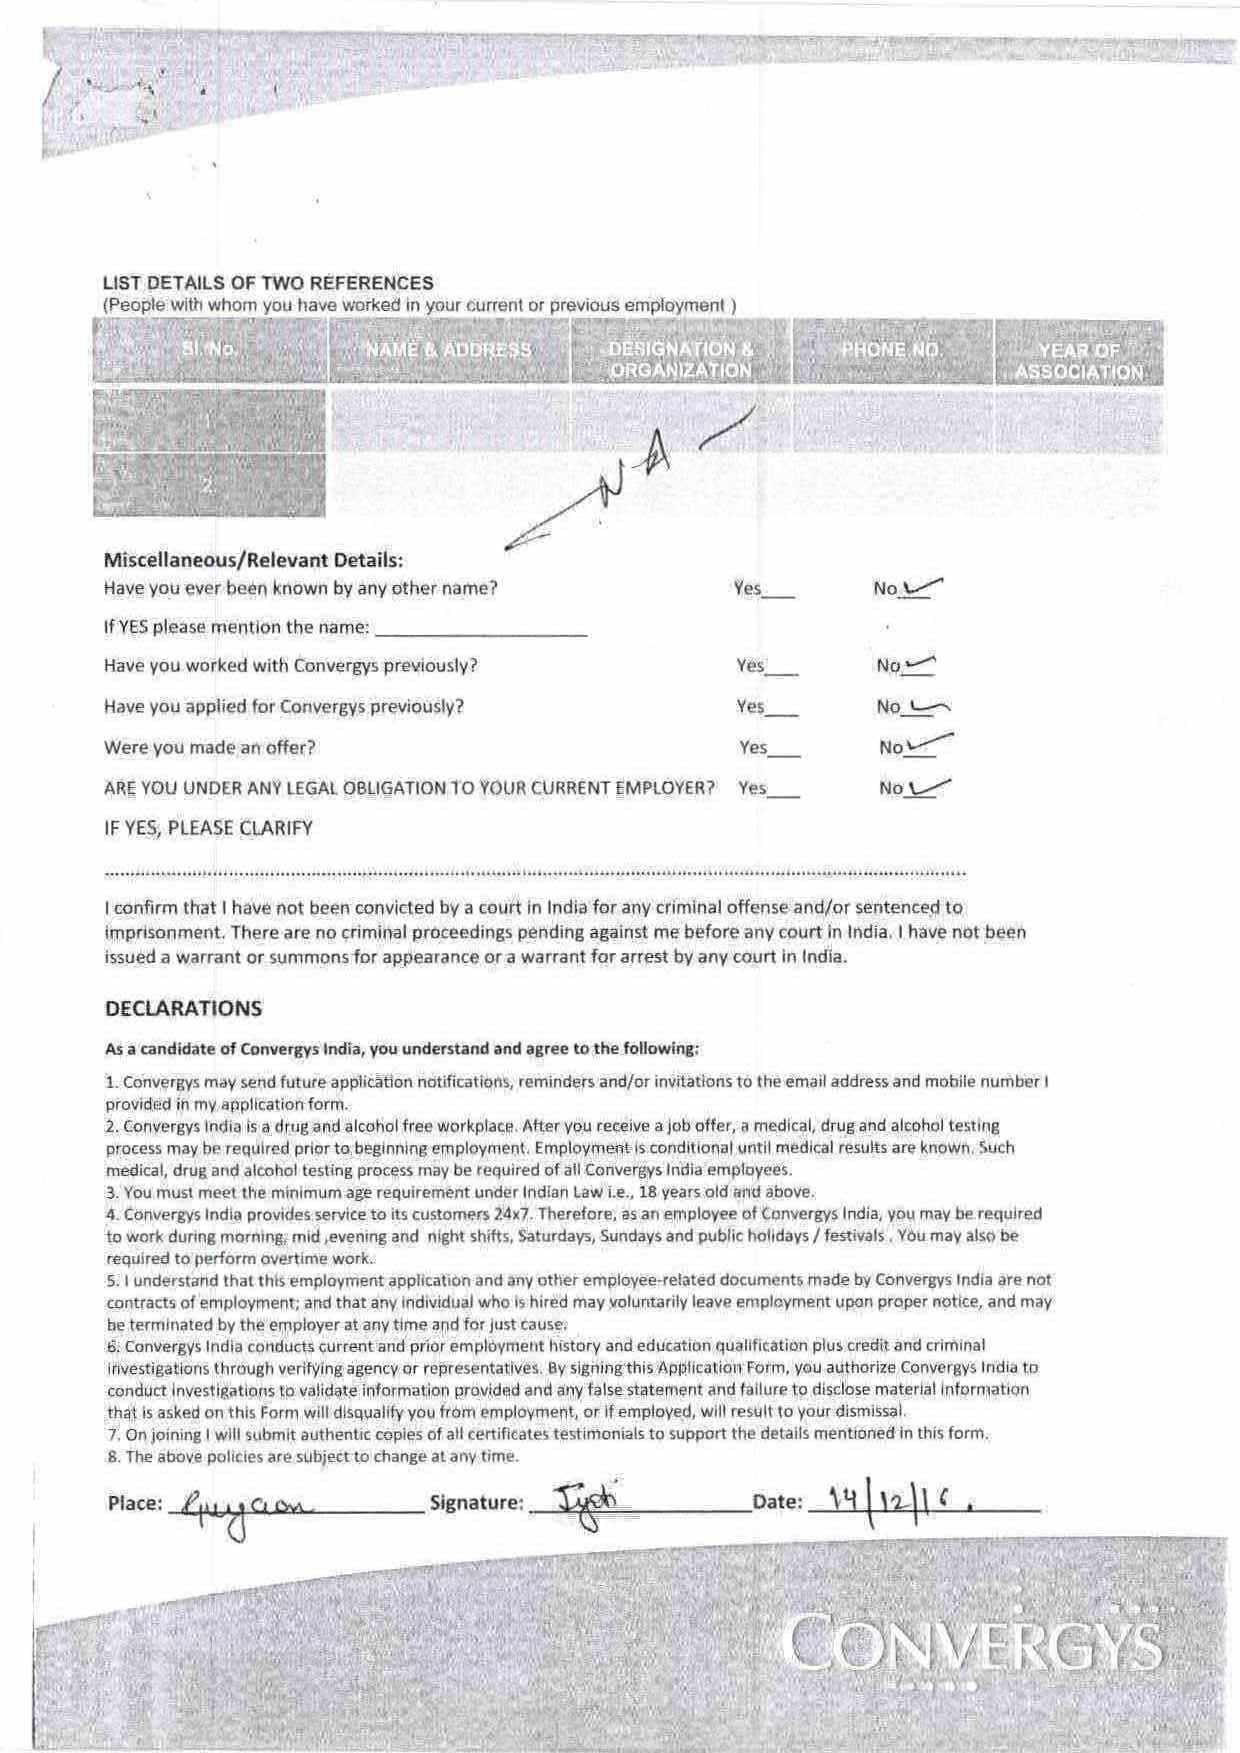 LIST DETAILS OF TWO REFERENCES
(People with whom you have worked in your current or previous employment )
Sl No. NAME & ADDRESS DESIGNATION & ORGANIZATION PHONE NO. YEAR OF ASSOCIATION
1
2
NA
Miscellaneous/Relevant Details:
Have you ever been known by any other name? Yes___ No ✓
If YES please mention the name: ____________________
Have you worked with Convergys previously? Yes___ No ✓
Have you applied for Convergys previously? Yes___ No ✓
Were you made an offer? Yes___ No ✓
ARE YOU UNDER ANY LEGAL OBLIGATION TO YOUR CURRENT EMPLOYER? Yes___ No ✓
IF YES, PLEASE CLARIFY
I confirm that I have not been convicted by a court in India for any criminal offense and/or sentenced to
imprisonment. There are no criminal proceedings pending against me before any court in India. I have not been
issued a warrant or summons for appearance or a warrant for arrest by any court in India.
DECLARATIONS
As a candidate of Convergys India, you understand and agree to the following:
1. Convergys may send future application notifications, reminders and/or invitations to the email address and mobile number I
provided in my application form.
2. Convergys India is a drug and alcohol free workplace. After you receive a job offer, a medical, drug and alcohol testing
process may be required prior to beginning employment. Employment is conditional until medical results are known. Such
medical, drug and alcohol testing process may be required of all Convergys India employees.
3. You must meet the minimum age requirement under Indian Law i.e., 18 years old and above.
4. Convergys India provides service to its customers 24x7. Therefore, as an employee of Convergys India, you may be required
to work during morning, mid ,evening and night shifts, Saturdays, Sundays and public holidays / festivals . You may also be
required to perform overtime work.
5. I understand that this employment application and any other employee-related documents made by Convergys India are not
contracts of employment; and that any individual who is hired may voluntarily leave employment upon proper notice, and may
be terminated by the employer at any time and for just cause.
6. Convergys India conducts current and prior employment history and education qualification plus credit and criminal
investigations through verifying agency or representatives. By signing this Application Form, you authorize Convergys India to
conduct investigations to validate information provided and any false statement and failure to disclose material information
that is asked on this Form will disqualify you from employment, or if employed, will result to your dismissal.
7. On joining I will submit authentic copies of all certificates testimonials to support the details mentioned in this form.
8. The above policies are subject to change at any time.
Place: Gurgaon Signature: Jyoti Date: 14/12/16.
CONVERGYS